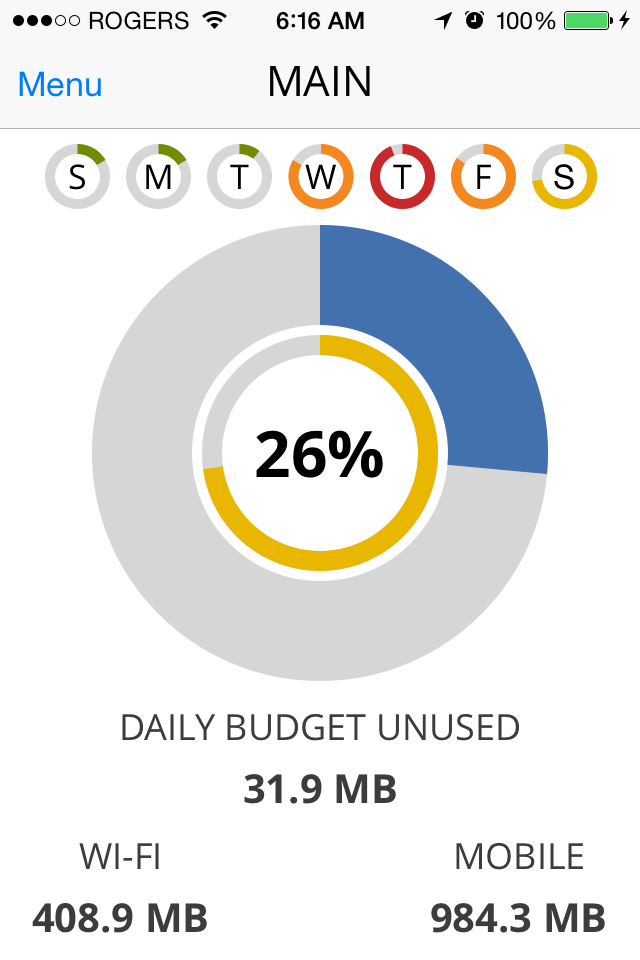 ROGERS 6:16 AM 100%
Menu MAIN
S M T W T F S
26%
DAILY BUDGET UNUSED
31.9 MB
WI-FI MOBILE
408.9 MB 984.3 MB